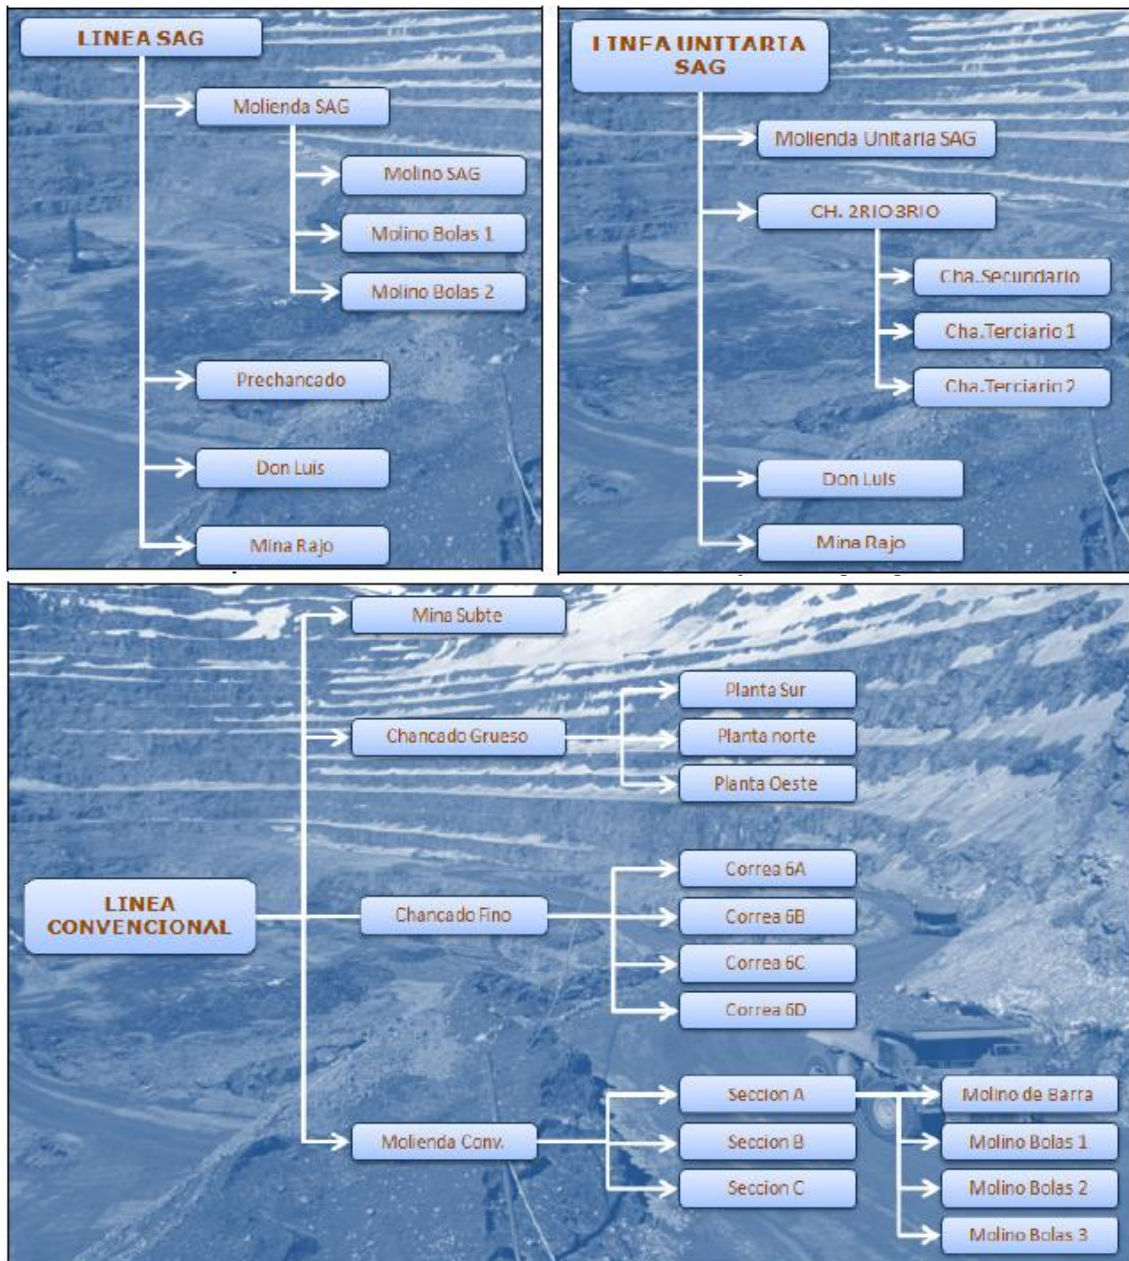 LINEA SAG
Molienda SAG
Molino SAG
Molino Bolas 1
Molino Bolas 2
Prechancado
Don Luis
Mina Rajo
LINEA UNITARIA
SAG
Molienda Unitaria SAG
CH. 2RIO 3RIO
Cha.Secundario
Cha.Terciario 1
Cha.Terciario 2
Don Luis
Mina Rajo
LINEA
CONVENCIONAL
Mina Subte
Chancado Grueso
Planta Sur
Planta norte
Planta Oeste
Chancado Fino
Correa 6A
Correa 6B
Correa 6C
Correa 6D
Molienda Conv.
Seccion A
Seccion B
Seccion C
Molino de Barra
Molino Bolas 1
Molino Bolas 2
Molino Bolas 3